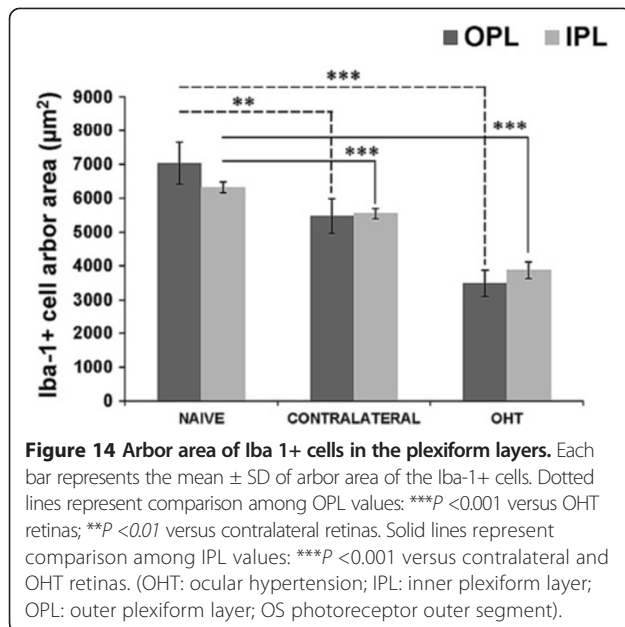 OPL IPL
***
**
***
***
Iba-1+ cell arbor area (µm²)
9000
8000
7000
6000
5000
4000
3000
2000
1000
0
NAIVE CONTRALATERAL OHT
Figure 14 Arbor area of Iba 1+ cells in the plexiform layers. Each
bar represents the mean ± SD of arbor area of the Iba-1+ cells. Dotted
lines represent comparison among OPL values: ***P <0.001 versus OHT
retinas; **P <0.01 versus contralateral retinas. Solid lines represent
comparison among IPL values: ***P <0.001 versus contralateral and
OHT retinas. (OHT: ocular hypertension; IPL: inner plexiform layer;
OPL: outer plexiform layer; OS photoreceptor outer segment).